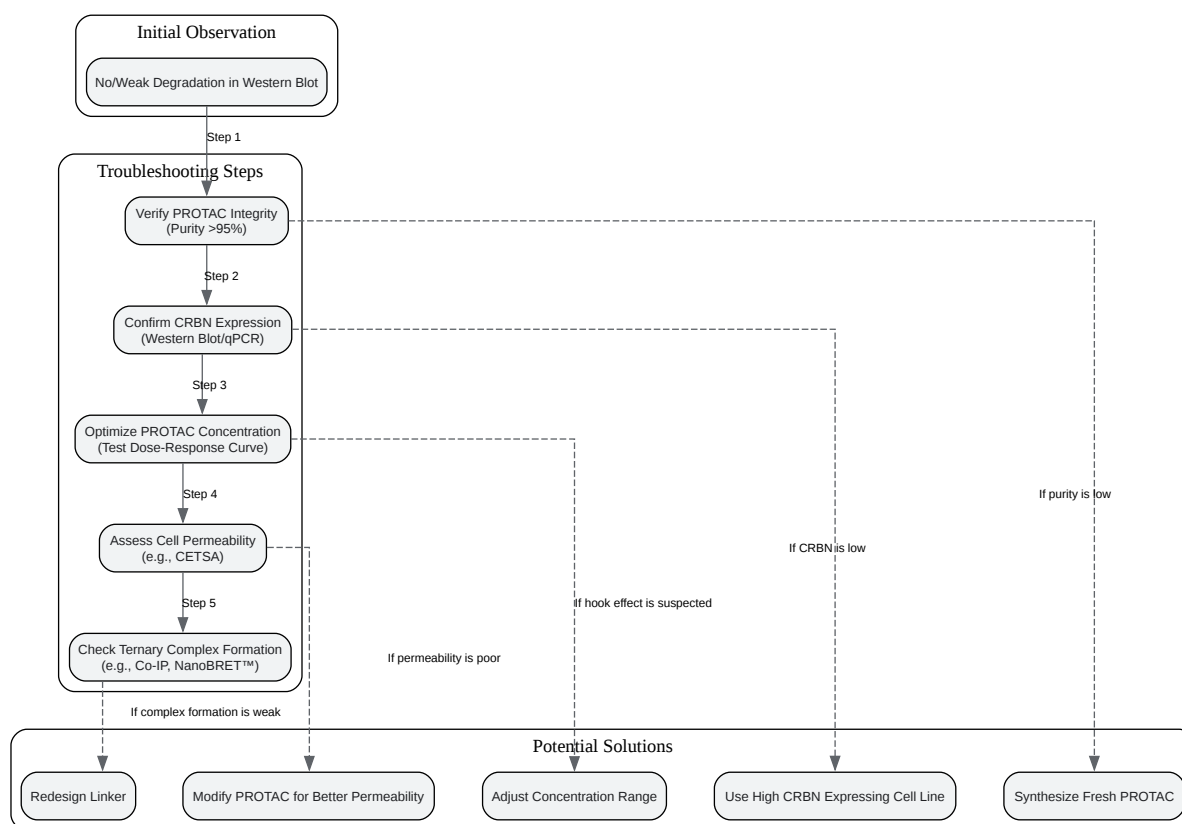 Initial Observation
No/Weak Degradation in Western Blot
Step 1
Troubleshooting Steps
Verify PROTAC Integrity
(Purity >95%)
Step 2
Confirm CRBN Expression
(Western Blot/qPCR)
Step 3
Optimize PROTAC Concentration
(Test Dose-Response Curve)
Step 4
If purity is low
Assess Cell Permeability
(e.g., CETSA)
If CRBN is low
Step 5
If hook effect is suspected
Check Ternary Complex Formation
(e.g., Co-IP, NanoBRET™)
If permeability is poor
If complex formation is weak
Potential Solutions
Redesign Linker
Modify PROTAC for Better Permeability
Adjust Concentration Range
Use High CRBN Expressing Cell Line
Synthesize Fresh PROTAC